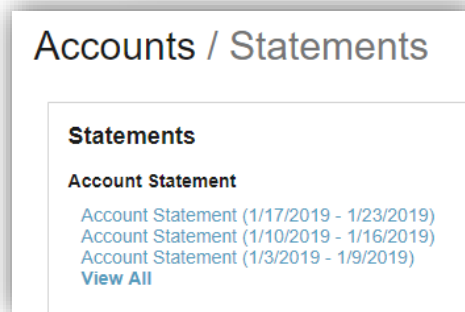 Accounts / Statements
Statements
Account Statement
Account Statement (1/17/2019 - 1/23/2019)
Account Statement (1/10/2019 - 1/16/2019)
Account Statement (1/3/2019 - 1/9/2019)
View All